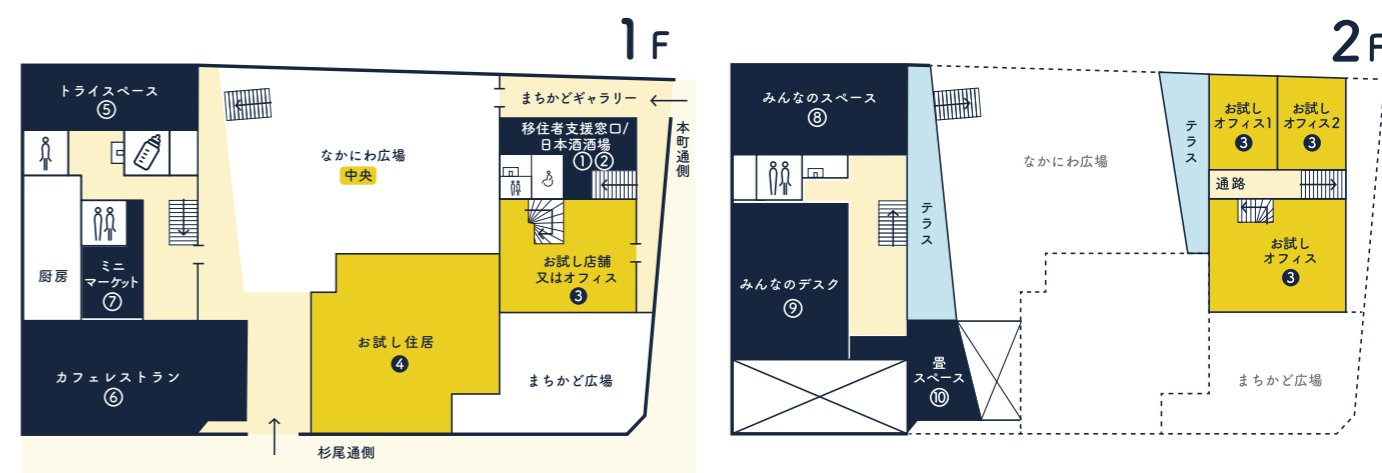 1F
トライスペース
⑤
まちかどギャラリー
移住者支援窓口/
日本酒酒場
①②
本町通側
なかにわ広場
中央
厨房
ミニ
マーケット
⑦
お試し店舗
又はオフィス
❸
お試し住居
❹
カフェレストラン
⑥
まちかど広場
杉尾通側
2F
みんなのスペース
⑧
テラス
なかにわ広場
テラス
お試し
オフィス1
❸
お試し
オフィス2
❸
通路
お試し
オフィス
❸
みんなのデスク
⑨
畳
スペース
⑩
まちかど広場